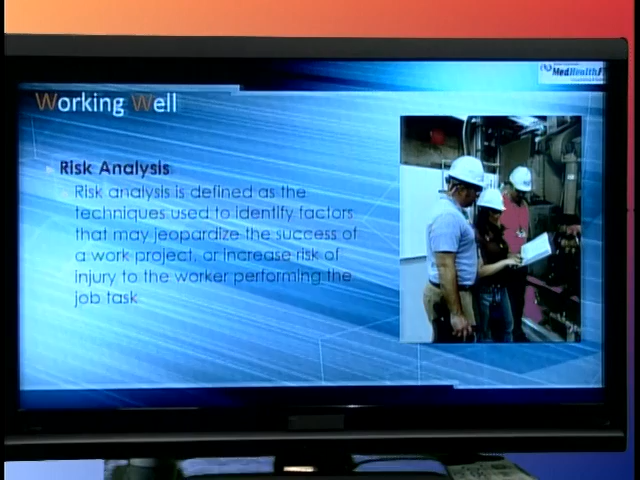 MedHealth
Working Well
Risk Analysis
Risk analysis is defined as the
techniques used to identify factors
that may jeopardize the success of
a work project, or increase risk of
injury to the worker performing the
job task